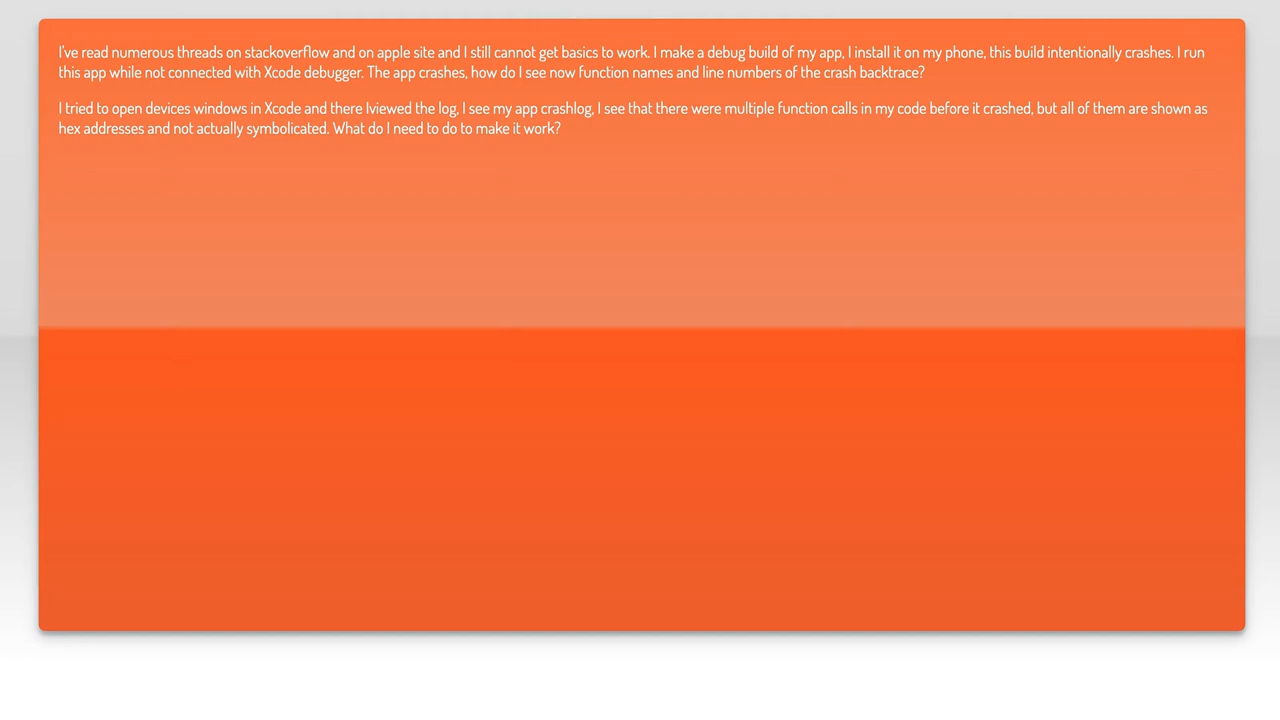 I've read numerous threads on stackoverflow and on apple site and I still cannot get basics to work. I make a debug build of my app, I install it on my phone, this build intentionally crashes. I run
this app while not connected with Xcode debugger. The app crashes, how do I see now function names and line numbers of the crash backtrace?
I tried to open devices windows in Xcode and there Iviewed the log, I see my app crashlog, I see that there were multiple function calls in my code before it crashed, but all of them are shown as
hex addresses and not actually symbolicated. What do I need to do to make it work?